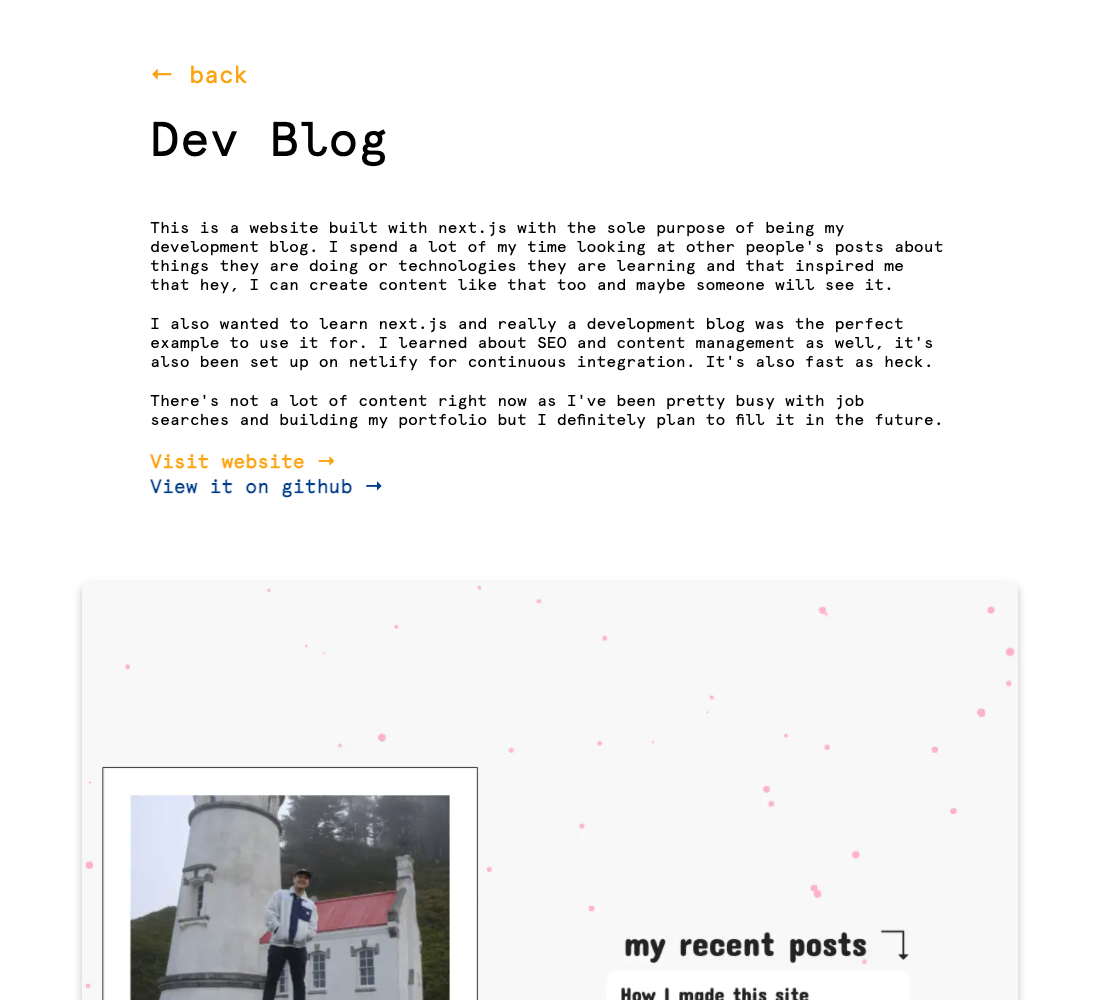 ← back
Dev Blog
This is a website built with next.js with the sole purpose of being my
development blog. I spend a lot of my time looking at other people's posts about
things they are doing or technologies they are learning and that inspired me
that hey, I can create content like that too and maybe someone will see it.
I also wanted to learn next.js and really a development blog was the perfect
example to use it for. I learned about SEO and content management as well, it's
also been set up on netlify for continuous integration. It's also fast as heck.
There's not a lot of content right now as I've been pretty busy with job
searches and building my portfolio but I definitely plan to fill it in the future.
Visit website →
View it on github →
my recent posts
How I made this site